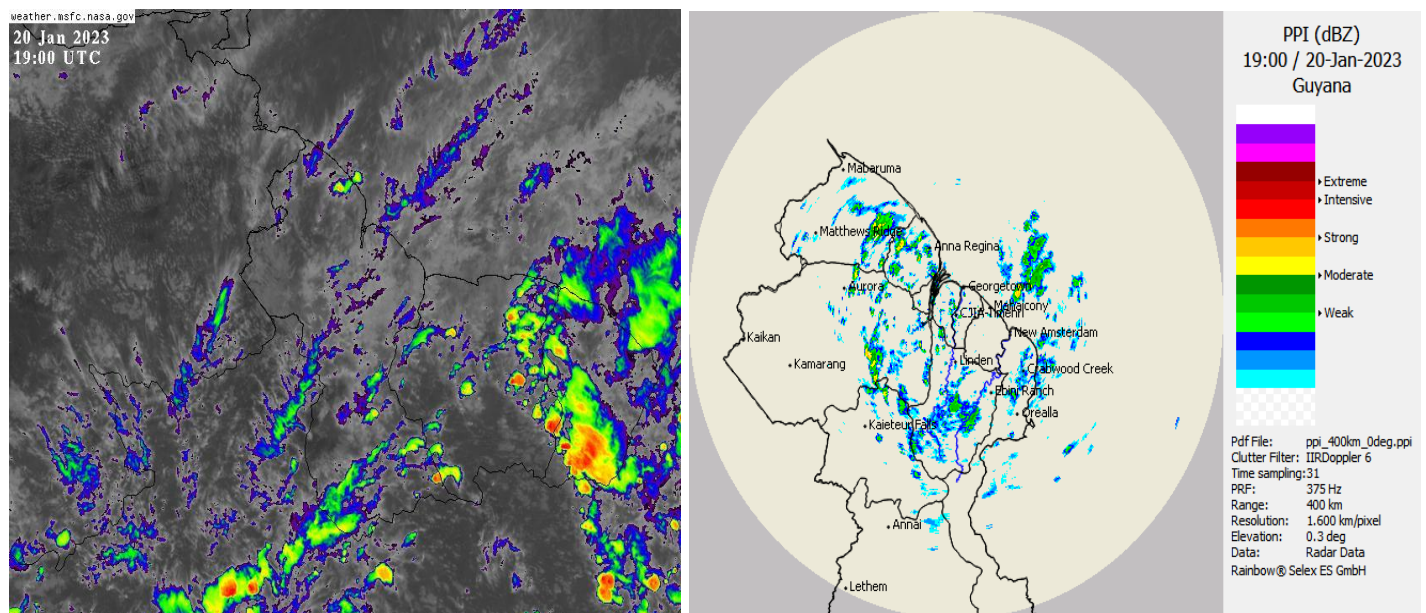 weather.msfc.nasa.gov
20 Jan 2023
19:00 UTC
Mabaruma
Matthews Ridge
Anna Regina
Aurora
Georgetown
Mahaicony
CJIA-Timehri
New Amsterdam
Kaikan
Kamarang
Linden
Crabwood Creek
Ebini Ranch
Orealla
Kaieteur Falls
Annai
Lethem
PPI (dBZ)
19:00 / 20-Jan-2023
Guyana
Extreme
Intensive
Strong
Moderate
Weak
Pdf File: ppi_400km_0deg.ppi
Clutter Filter: IIRDoppler 6
Time sampling:31
PRF: 375 Hz
Range: 400 km
Resolution: 1.600 km/pixel
Elevation: 0.3 deg
Data: Radar Data
Rainbow® Selex ES GmbH